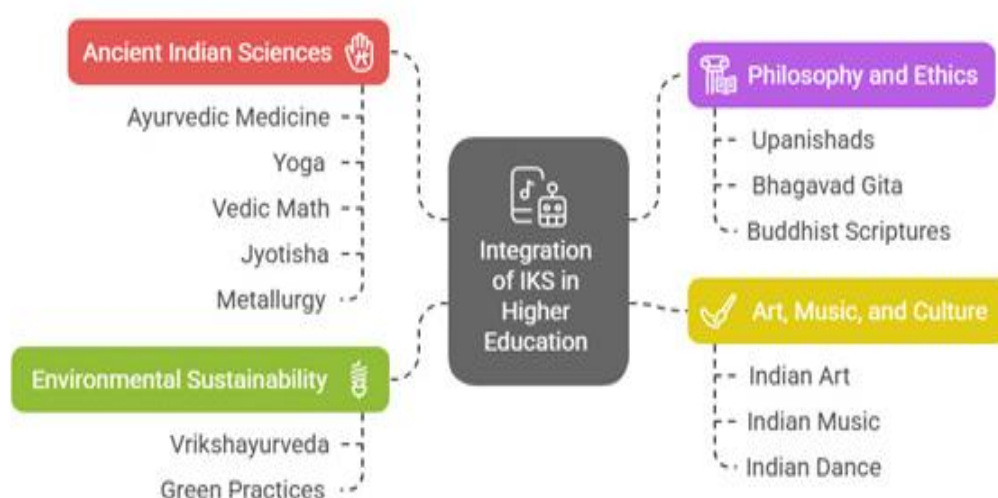 Ancient Indian Sciences
Ayurvedic Medicine
Yoga
Vedic Math
Jyotisha
Metallurgy
Environmental Sustainability
Vrikshayurveda
Green Practices
Integration
of IKS in
Higher
Education
Philosophy and Ethics
Upanishads
Bhagavad Gita
Buddhist Scriptures
Art, Music, and Culture
Indian Art
Indian Music
Indian Dance